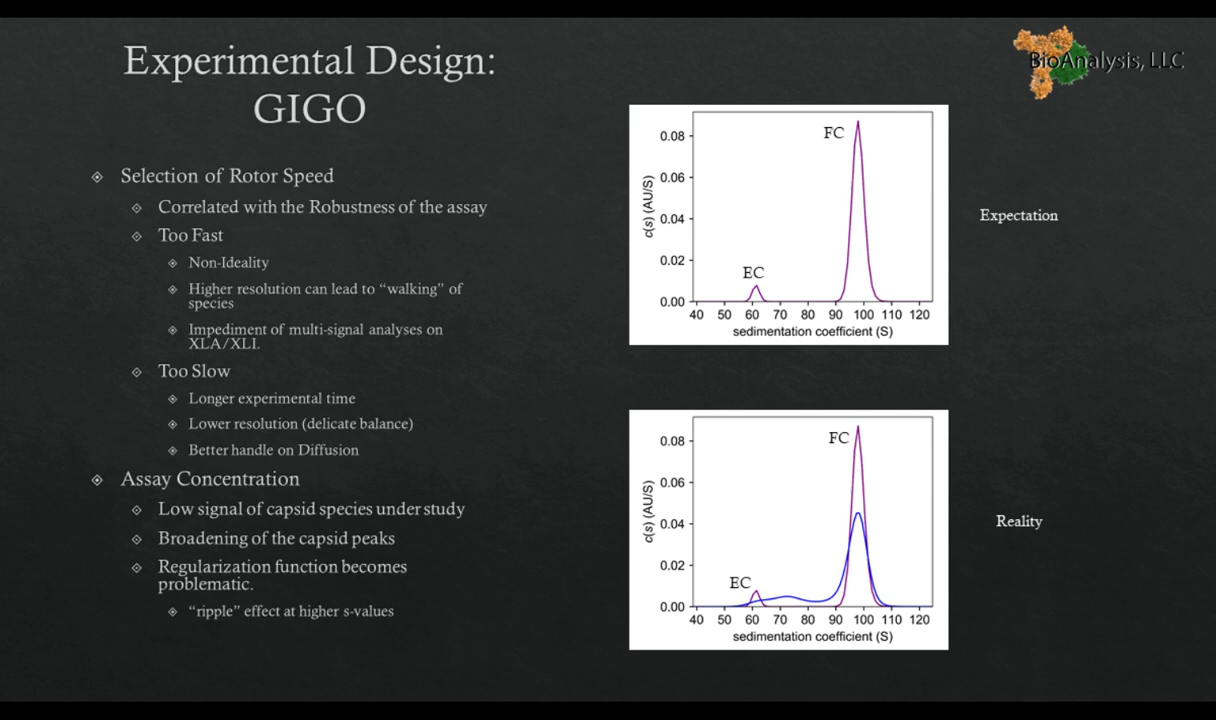 Experimental Design:
GIGO
Selection of Rotor Speed
Correlated with the Robustness of the assay
Too Fast
Non-Ideality
Higher resolution can lead to “walking” of
species
Impediment of multi-signal analyses on
XLA/XLI.
Too Slow
Longer experimental time
Lower resolution (delicate balance)
Better handle on Diffusion
Assay Concentration
Low signal of capsid species under study
Broadening of the capsid peaks
Regularization function becomes
problematic.
“ripple” effect at higher s-values
BioAnalysis, LLC
FC
EC
c(s) (AU/S)
0.08
0.06
0.04
0.02
0.00
40 50 60 70 80 90 100 110 120
sedimentation coefficient (S)
Expectation
FC
EC
c(s) (AU/S)
0.08
0.06
0.04
0.02
0.00
40 50 60 70 80 90 100 110 120
sedimentation coefficient (S)
Reality